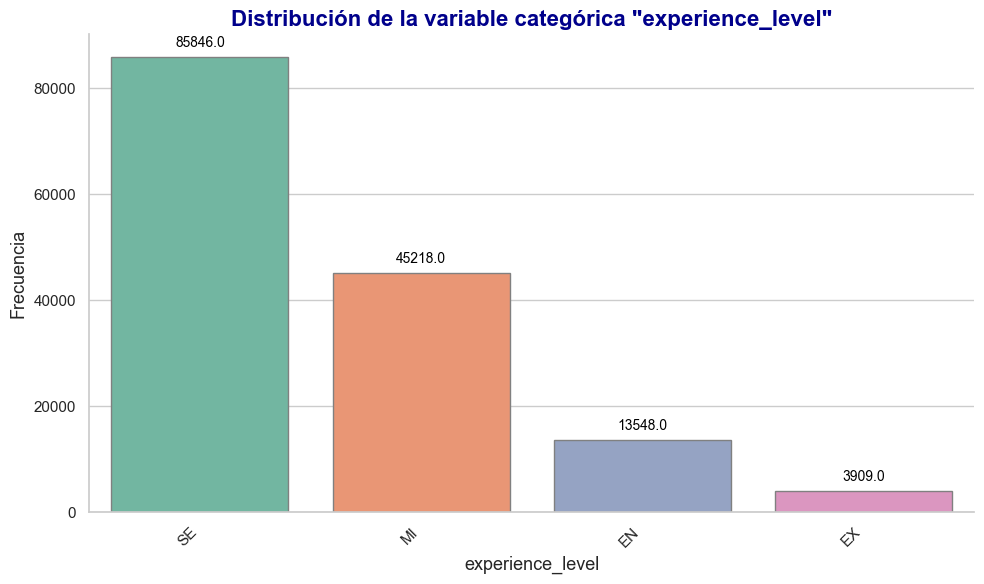 Distribución de la variable categórica "experience_level"
85846.0
80000
60000
45218.0
40000
Frecuencia
20000
13548.0
3909.0
0
SE
MI
EN
EX
experience_level